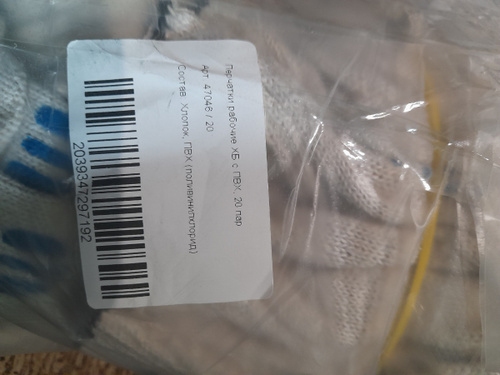 Перчатки рабочие ХБ с ПВХ, 20 пар
Арт. 47046 / 20
Состав: Хлопок, ПВХ (поливинилхлорид)
2039347297192